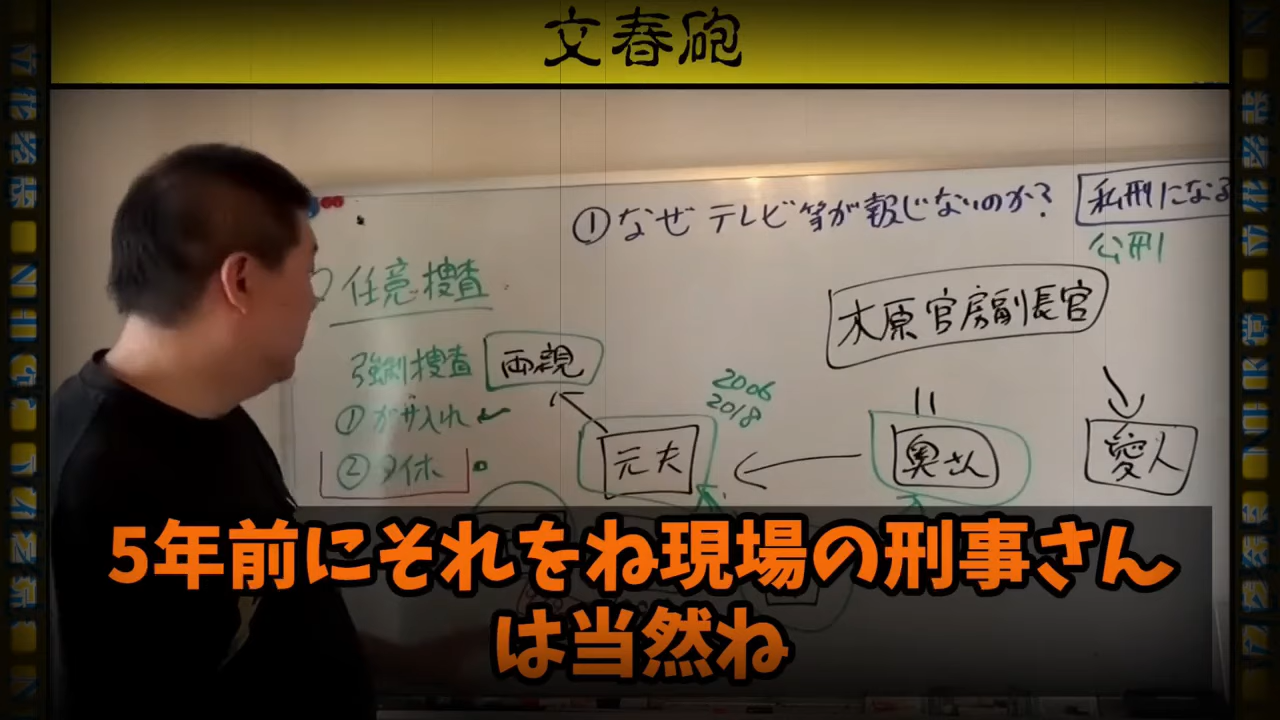 文春砲
①なぜテレビ等が報じないのか?
私刑になる
公刑
任意捜査
木原官房副長官
強制捜査
両親
2006
2018
①ガサ入れ
元夫
奥さん
愛人
②タイホ
5年前にそれをね現場の刑事さん
は当然ね